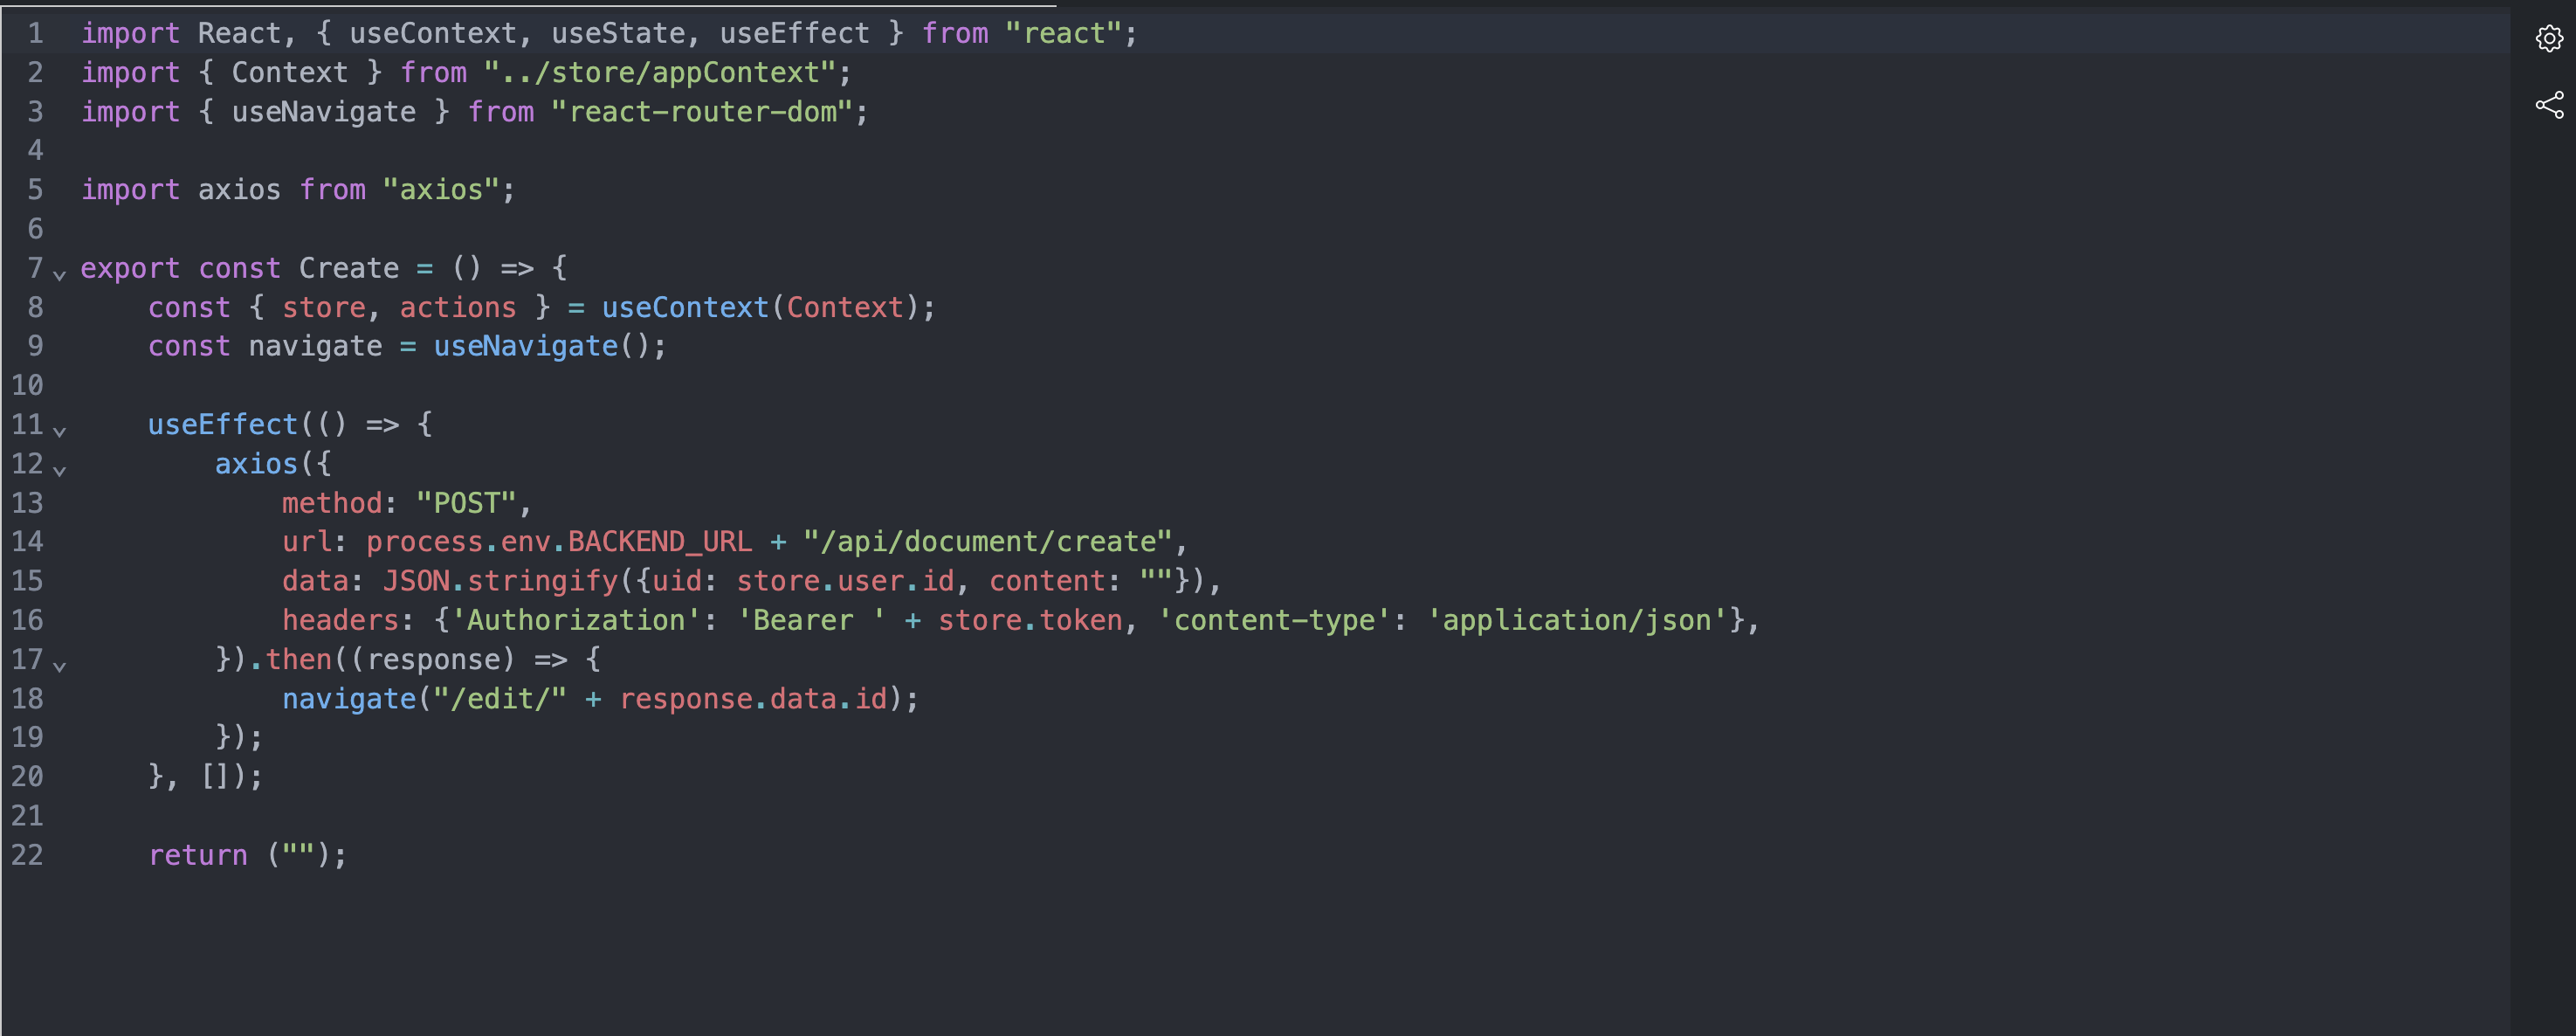 1 import React, { useContext, useState, useEffect } from "react";
2 import { Context } from "../store/appContext";
3 import { useNavigate } from "react-router-dom";
4
5 import axios from "axios";
6
7 export const Create = () => {
8     const { store, actions } = useContext(Context);
9     const navigate = useNavigate();
10
11     useEffect(() => {
12         axios({
13             method: "POST",
14             url: process.env.BACKEND_URL + "/api/document/create",
15             data: JSON.stringify({uid: store.user.id, content: ""}),
16             headers: {'Authorization': 'Bearer ' + store.token, 'content-type': 'application/json'},
17         }).then((response) => {
18             navigate("/edit/" + response.data.id);
19         });
20     }, []);
21
22     return ("");